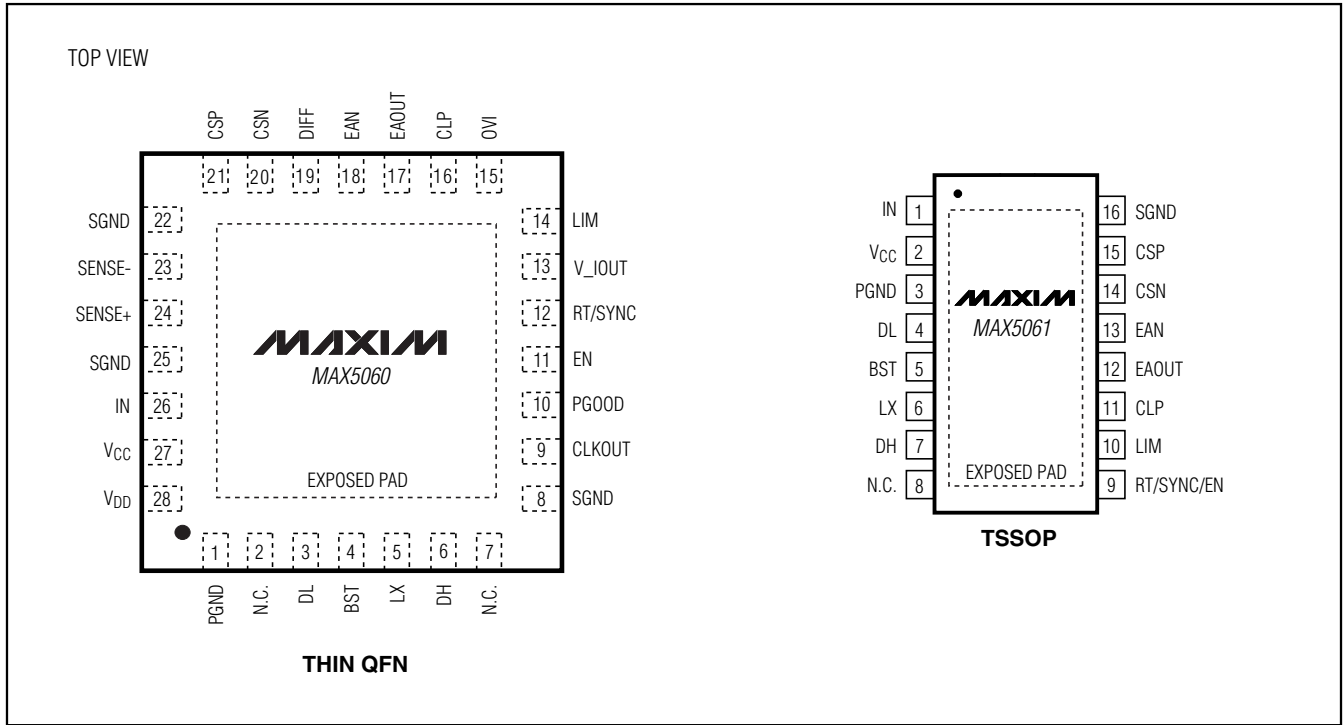 TOP VIEW
CSP
CSN
DIFF
EAN
EAOUT
CLP
OVI
21 20 19 18 17 16 15
SGND 22
SENSE- 23
SENSE+ 24
SGND 25
IN 26
VCC 27
VDD 28
14 LIM
13 V_IOUT
12 RT/SYNC
11 EN
10 PGOOD
9 CLKOUT
8 SGND
MAXIM
MAX5060
EXPOSED PAD
1 2 3 4 5 6 7
PGND
N.C.
DL
BST
LX
DH
N.C.
THIN QFN
IN 1
VCC 2
PGND 3
DL 4
BST 5
LX 6
DH 7
N.C. 8
16 SGND
15 CSP
14 CSN
13 EAN
12 EAOUT
11 CLP
10 LIM
9 RT/SYNC/EN
MAXIM
MAX5061
EXPOSED PAD
TSSOP